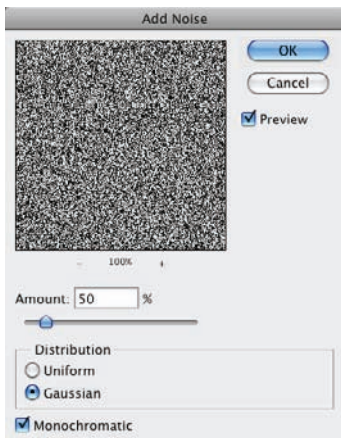 Add Noise
OK
Cancel
Preview
- 100% +
Amount: 50 %
Distribution
Uniform
Gaussian
Monochromatic